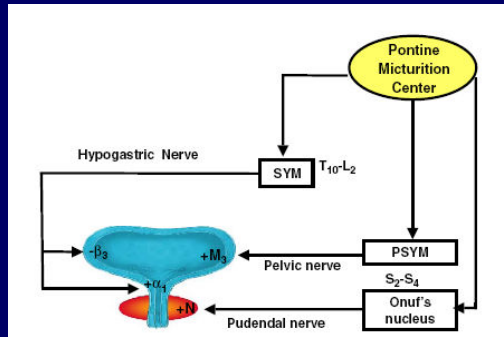 Pontine
Micturition
Center
Hypogastric Nerve
SYM
T10-L2
-β3
+M3
Pelvic nerve
PSYM
S2-S4
+α1
+N
Pudendal nerve
Onuf's
nucleus